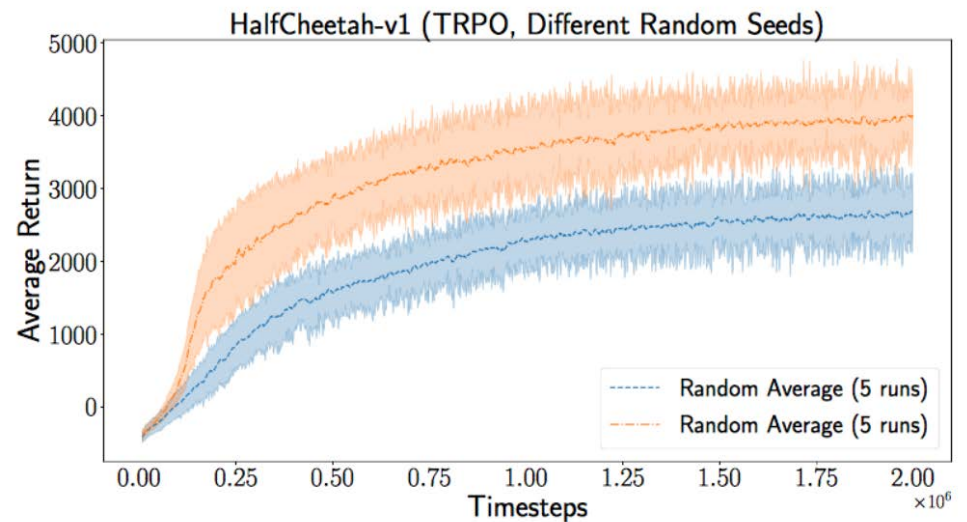 HalfCheetah-v1 (TRPO, Different Random Seeds)
Average Return
5000
4000
3000
2000
1000
0
Random Average (5 runs)
Random Average (5 runs)
0.00 0.25 0.50 0.75 1.00 1.25 1.50 1.75 2.00
×10⁶
Timesteps